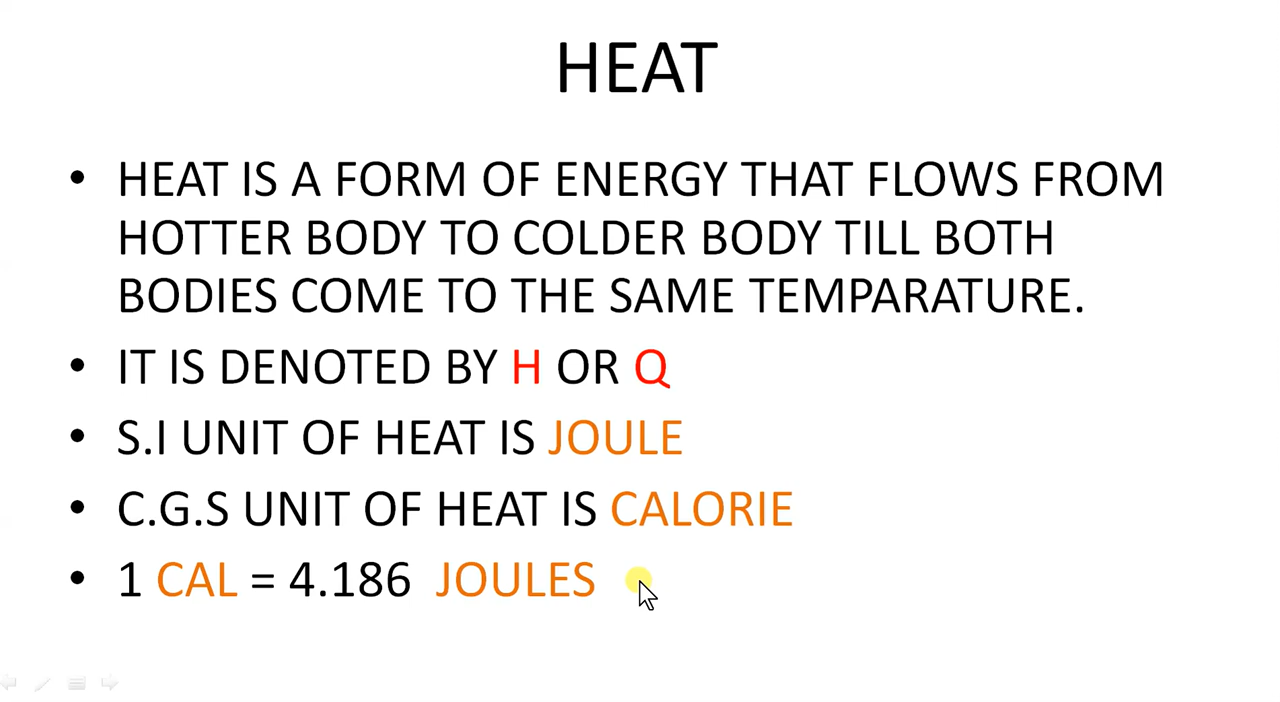 HEAT
• HEAT IS A FORM OF ENERGY THAT FLOWS FROM
HOTTER BODY TO COLDER BODY TILL BOTH
BODIES COME TO THE SAME TEMPARATURE.
• IT IS DENOTED BY H OR Q
• S.I UNIT OF HEAT IS JOULE
• C.G.S UNIT OF HEAT IS CALORIE
• 1 CAL = 4.186 JOULES